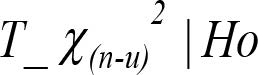 T_χ(n-u)² | Ho